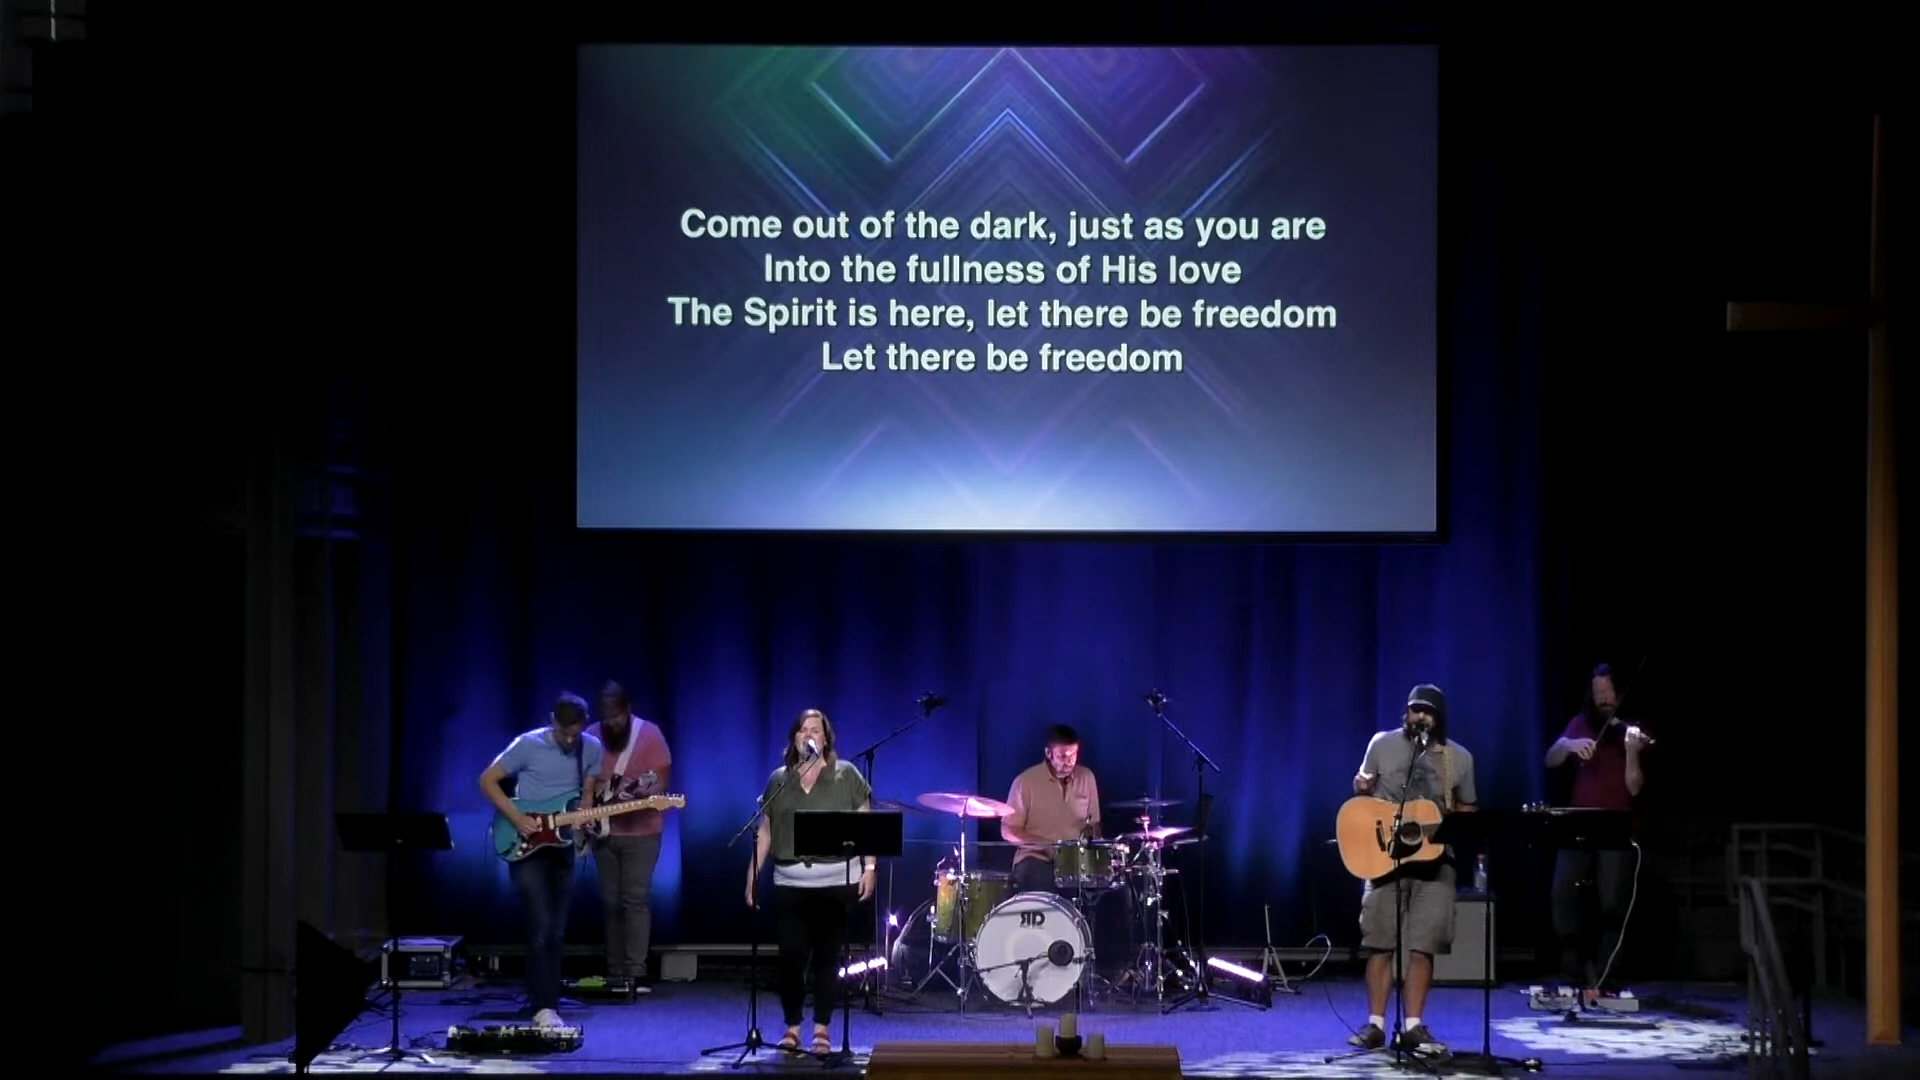 Come out of the dark, just as you are
Into the fullness of His love
The Spirit is here, let there be freedom
Let there be freedom